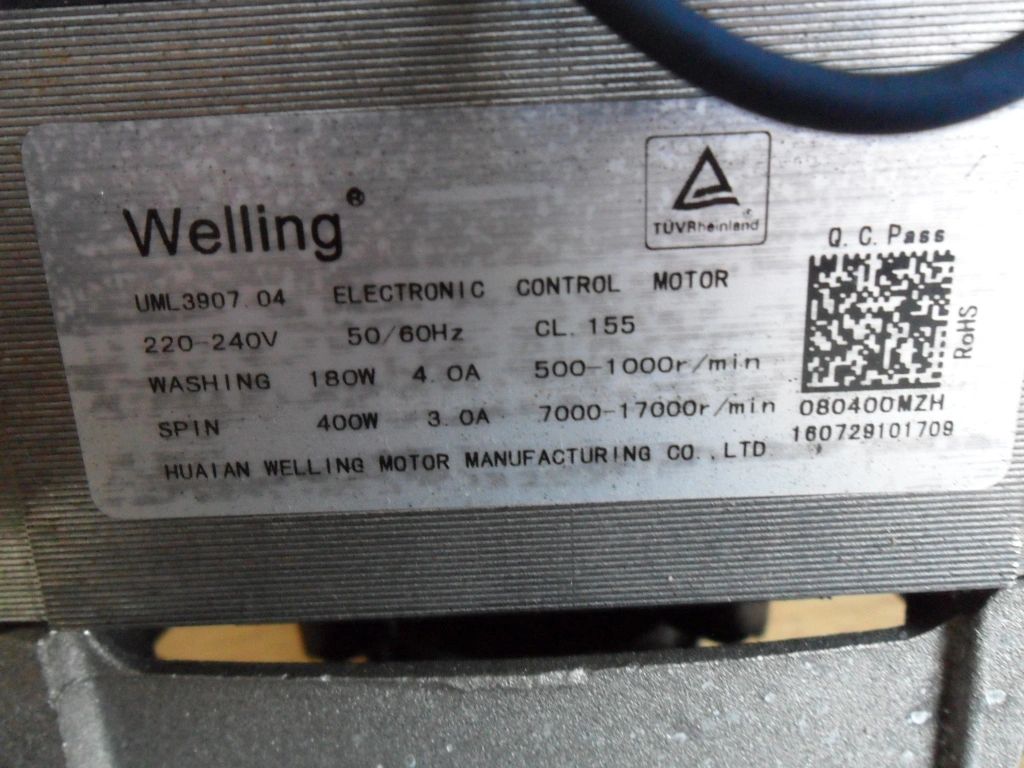 Welling®
TÜVRheinland®
Q.C.Pass
UML3907.04 ELECTRONIC CONTROL MOTOR
220-240V 50/60Hz CL.155
RoHS
WASHING 180W 4.0A 500-1000r/min
SPIN 400W 3.0A 7000-17000r/min
080400MZH
160729101709
HUAIAN WELLING MOTOR MANUFACTURING CO.,LTD